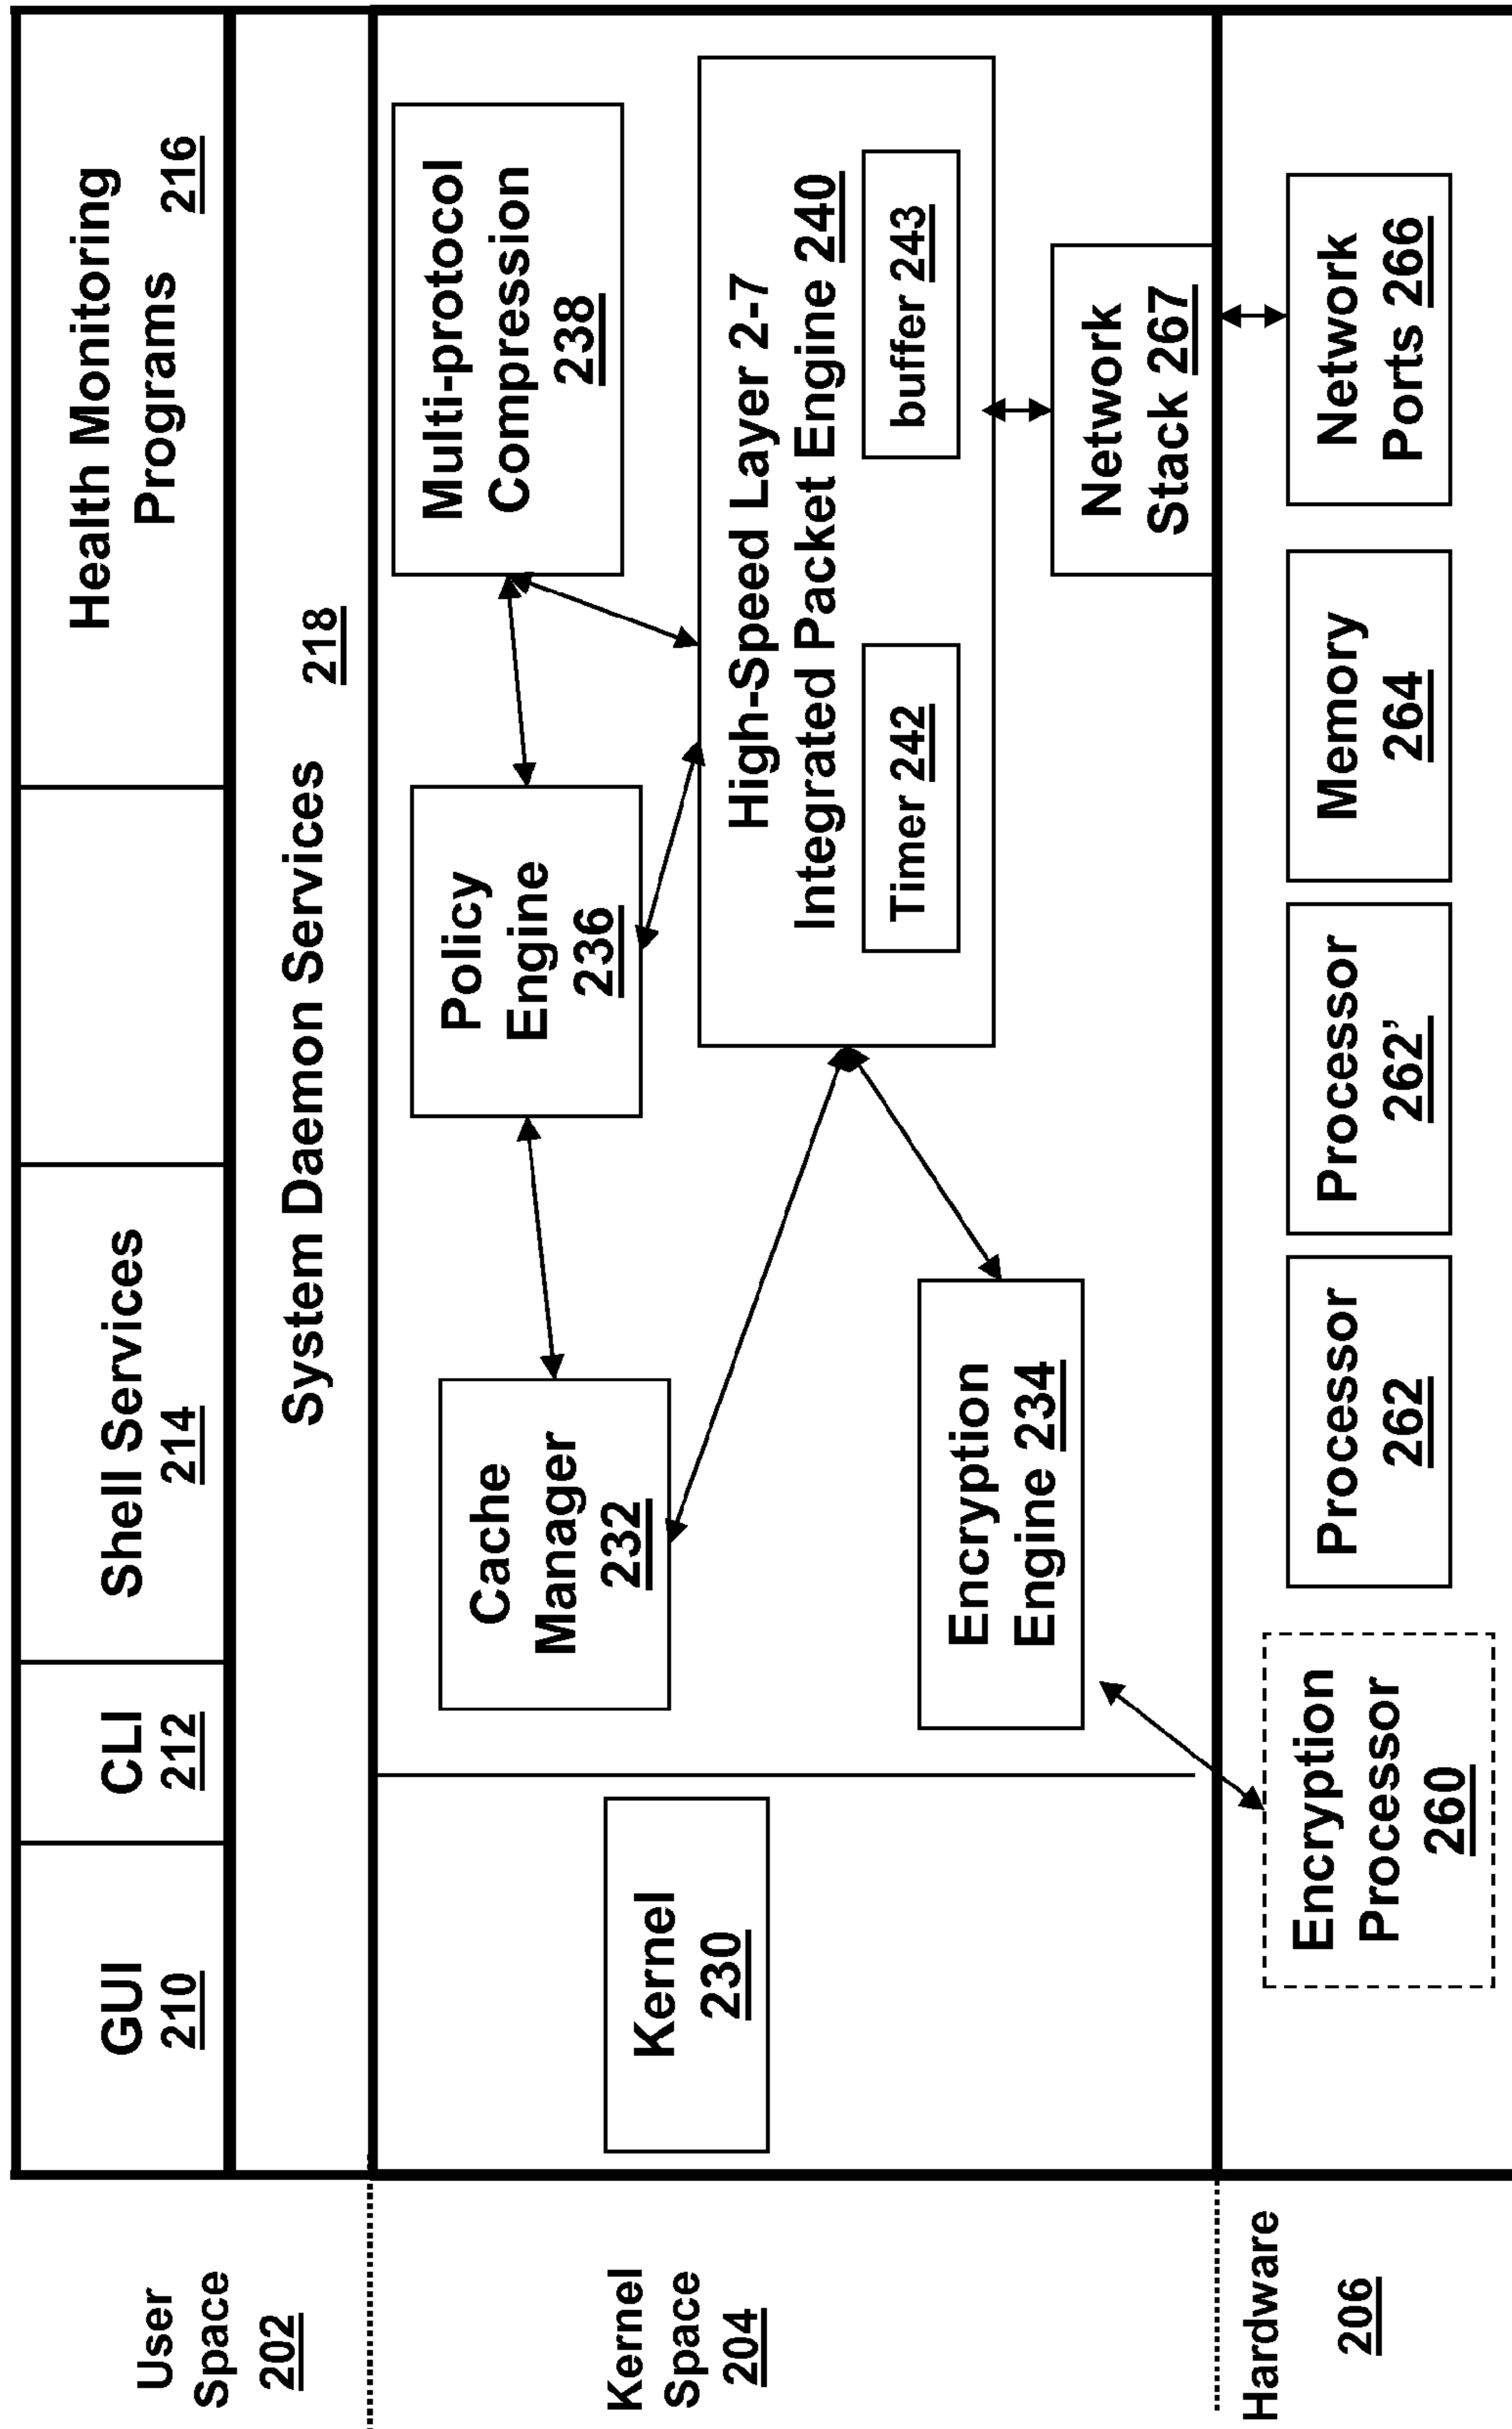 User
Space
202
GUI
210
CLI
212
Shell Services
214
Health Monitoring
Programs 216
System Daemon Services 218
Kernel
Space
204
Kernel
230
Cache
Manager
232
Policy
Engine
236
Multi-protocol
Compression
238
High-Speed Layer 2-7
Integrated Packet Engine 240
Timer 242
buffer 243
Encryption
Engine 234
Network
Stack 267
Hardware
206
Encryption
Processor
260
Processor
262
Processor
262’
Memory
264
Network
Ports 266